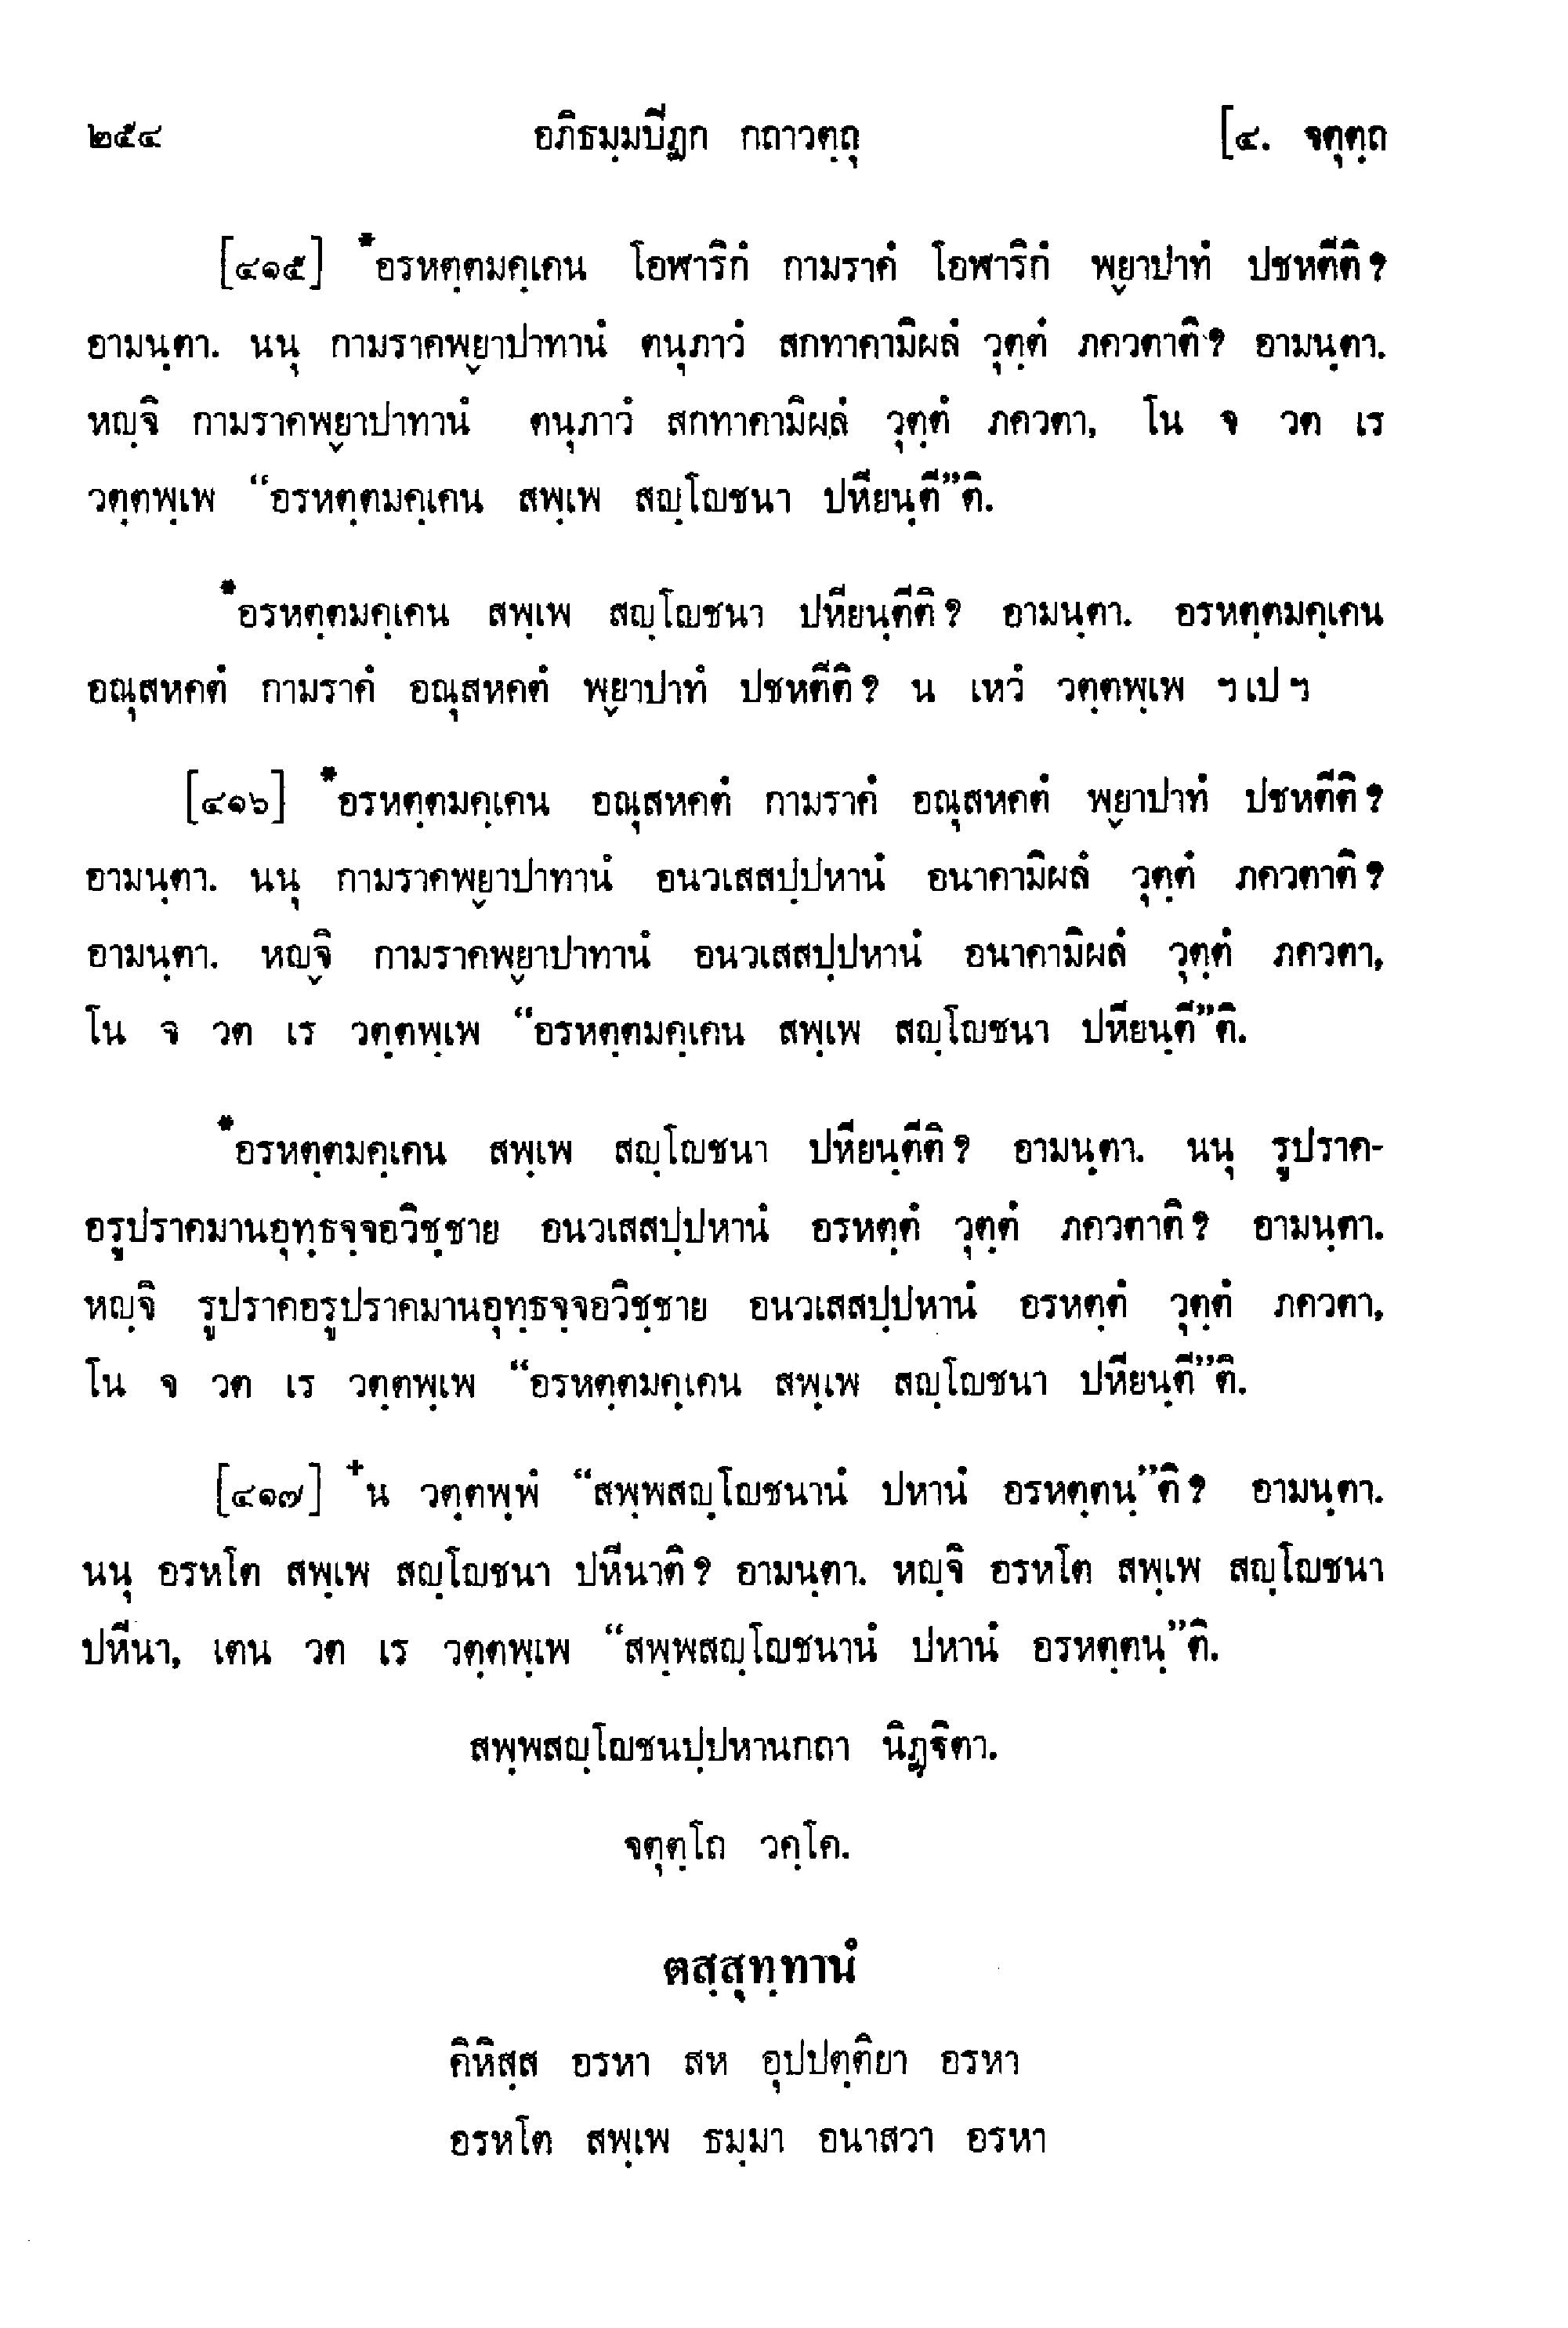 ๒๕๔ อภิธมฺมปิฏก กถาวตฺถุ [๔. จตุตฺถ
[๔๑๕] *อรหตฺตมคฺเคน โอฬาริกํ กามราคํ โอฬาริกํ พฺยาปาทํ ปชหตีติ?
อามนฺตา. นนุ กามราคพฺยาปาทานํ ตนุภาวํ สกทาคามิผลํ วุตฺตํ ภควตาติ? อามนฺตา.
หญฺจิ กามราคพฺยาปาทานํ ตนุภาวํ สกทาคามิผลํ วุตฺตํ ภควตา, โน จ วต เร
วตฺตพฺเพ “อรหตฺตมคฺเคน สพฺเพ สญฺโญชนา ปหียนฺตี”ติ.
*อรหตฺตมคฺเคน สพฺเพ สญฺโญชนา ปหียนฺตีติ? อามนฺตา. อรหตฺตมคฺเคน
อณุสหคตํ กามราคํ อณุสหคตํ พฺยาปาทํ ปชหตีติ? น เหวํ วตฺตพฺเพ ฯเปฯ
[๔๑๖] *อรหตฺตมคฺเคน อณุสหคตํ กามราคํ อณุสหคตํ พฺยาปาทํ ปชหตีติ?
อามนฺตา. นนุ กามราคพฺยาปาทานํ อนวเสสปฺปหานํ อนาคามิผลํ วุตฺตํ ภควตาติ?
อามนฺตา. หญฺจิ กามราคพฺยาปาทานํ อนวเสสปฺปหานํ อนาคามิผลํ วุตฺตํ ภควตา,
โน จ วต เร วตฺตพฺเพ “อรหตฺตมคฺเคน สพฺเพ สญฺโญชนา ปหียนฺตี”ติ.
*อรหตฺตมคฺเคน สพฺเพ สญฺโญชนา ปหียนฺตีติ? อามนฺตา. นนุ รูปราค-
อรูปราคมานอุทฺธจฺจอวิชฺชาย อนวเสสปฺปหานํ อรหตฺตํ วุตฺตํ ภควตาติ? อามนฺตา.
หญฺจิ รูปราคอรูปราคมานอุทฺธจฺจอวิชฺชาย อนวเสสปฺปหานํ อรหตฺตํ วุตฺตํ ภควตา,
โน จ วต เร วตฺตพฺเพ “อรหตฺตมคฺเคน สพฺเพ สญฺโญชนา ปหียนฺตี”ติ.
[๔๑๗] +น วตฺตพฺพํ “สพฺพสญฺโญชนานํ ปหานํ อรหตฺตนฺ”ติ? อามนฺตา.
นนุ อรหโต สพฺเพ สญฺโญชนา ปหีนาติ? อามนฺตา. หญฺจิ อรหโต สพฺเพ สญฺโญชนา
ปหีนา, เตน วต เร วตฺตพฺเพ “สพฺพสญฺโญชนานํ ปหานํ อรหตฺตนฺ”ติ.
สพฺพสญฺโญชนปฺปหานกถา นิฏฺฐิตา.
จตุตฺโถ วคฺโค.
ตสฺสุทฺทานํ
คิหิสฺส อรหา สห อุปปตฺติยา อรหา
อรหโต สพฺเพ ธมฺมา อนาสวา อรหา